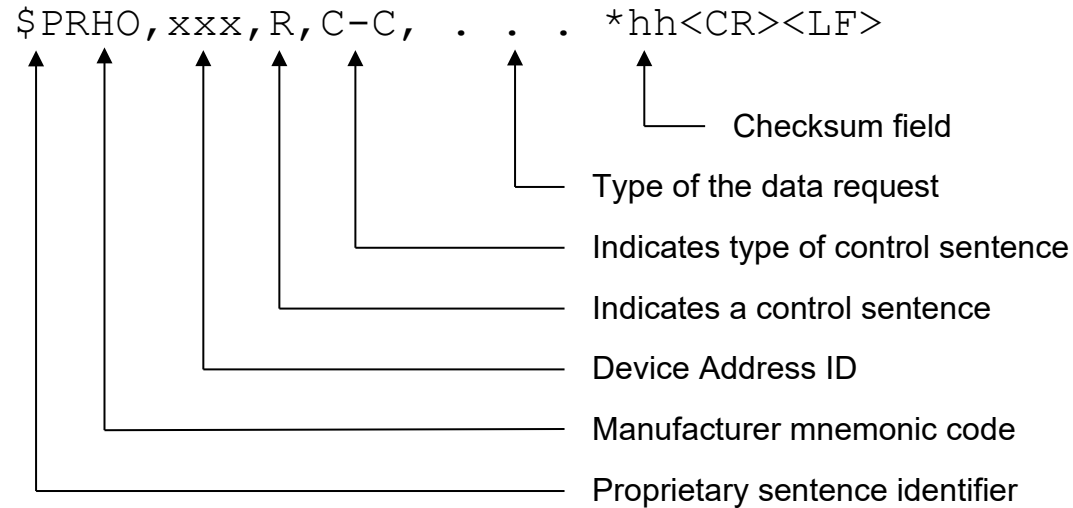 $PRHO,xxx,R,C-C, . . . *hh<CR><LF>
Checksum field
Type of the data request
Indicates type of control sentence
Indicates a control sentence
Device Address ID
Manufacturer mnemonic code
Proprietary sentence identifier